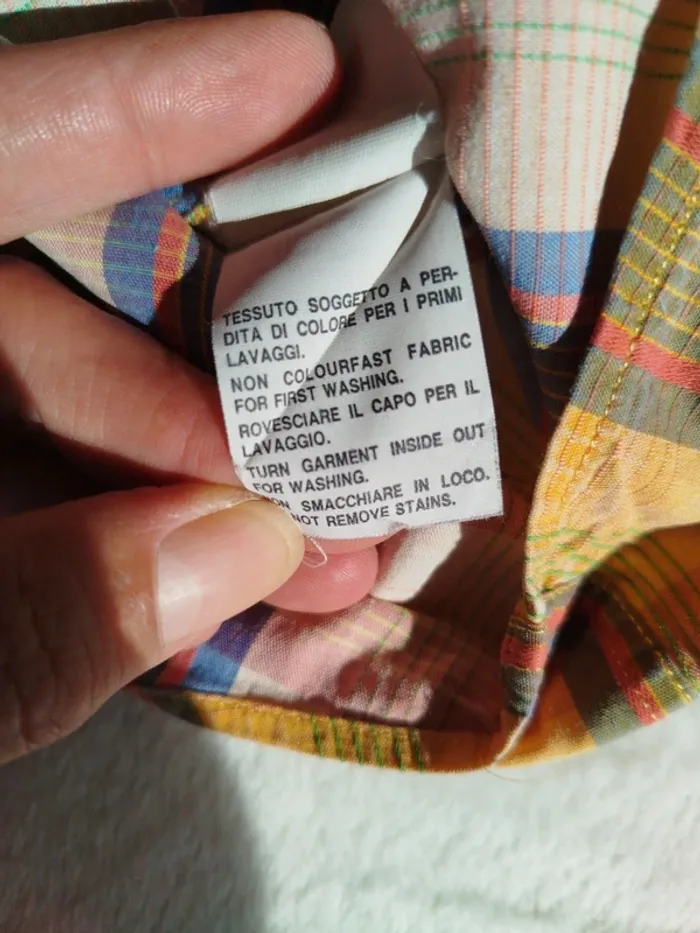 TESSUTO SOGGETTO A PER-
DITA DI COLORE PER I PRIMI
LAVAGGI.
NON COLOURFAST FABRIC
FOR FIRST WASHING.
ROVESCIARE IL CAPO PER IL
LAVAGGIO.
TURN GARMENT INSIDE OUT
FOR WASHING.
SMACCHIARE IN LOCO.
NOT REMOVE STAINS.